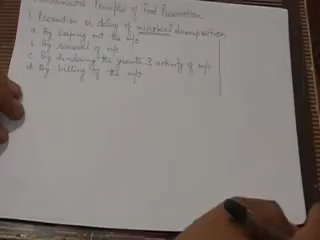 Fundamental Principles of Food Preservation
1 Prevention or delay of microbial decomposition
a. By keeping out the m/o
b. By removal of m/o
c. By hindering the growth & activity of m/o
d. By killing of the m/o